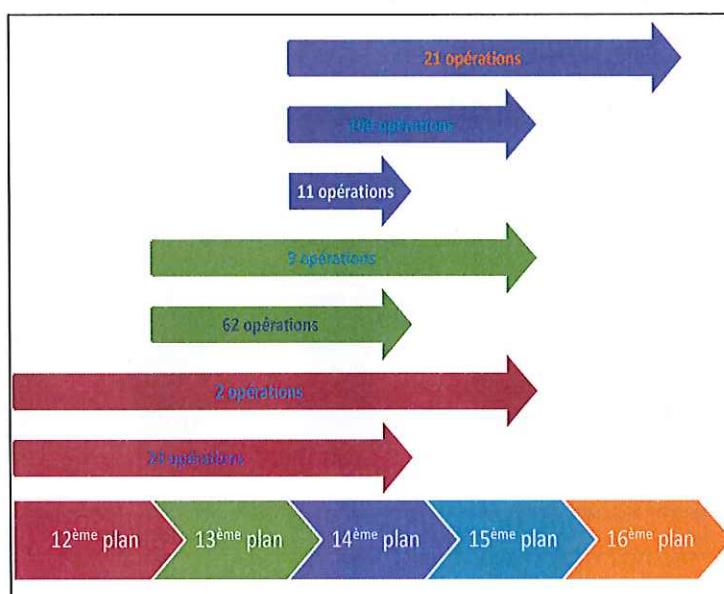 21 opérations
opérations
11 opérations
9 opérations
62 opérations
2 opérations
opérations
12ème plan
13ème plan
14ème plan
15ème plan
16ème plan